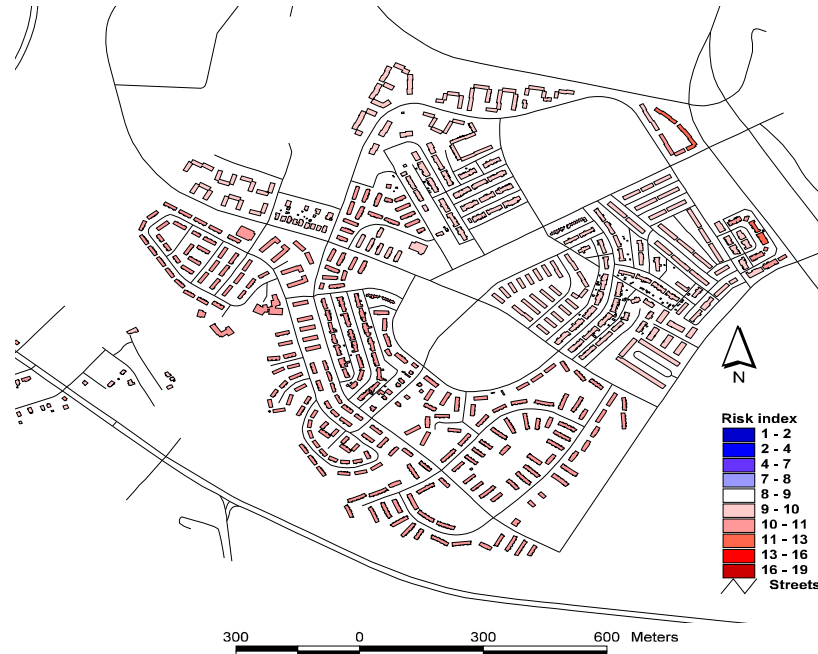 N
Risk index
1 - 2
2 - 4
4 - 7
7 - 8
8 - 9
9 - 10
10 - 11
11 - 13
13 - 16
16 - 19
Streets
300 0 300 600 Meters